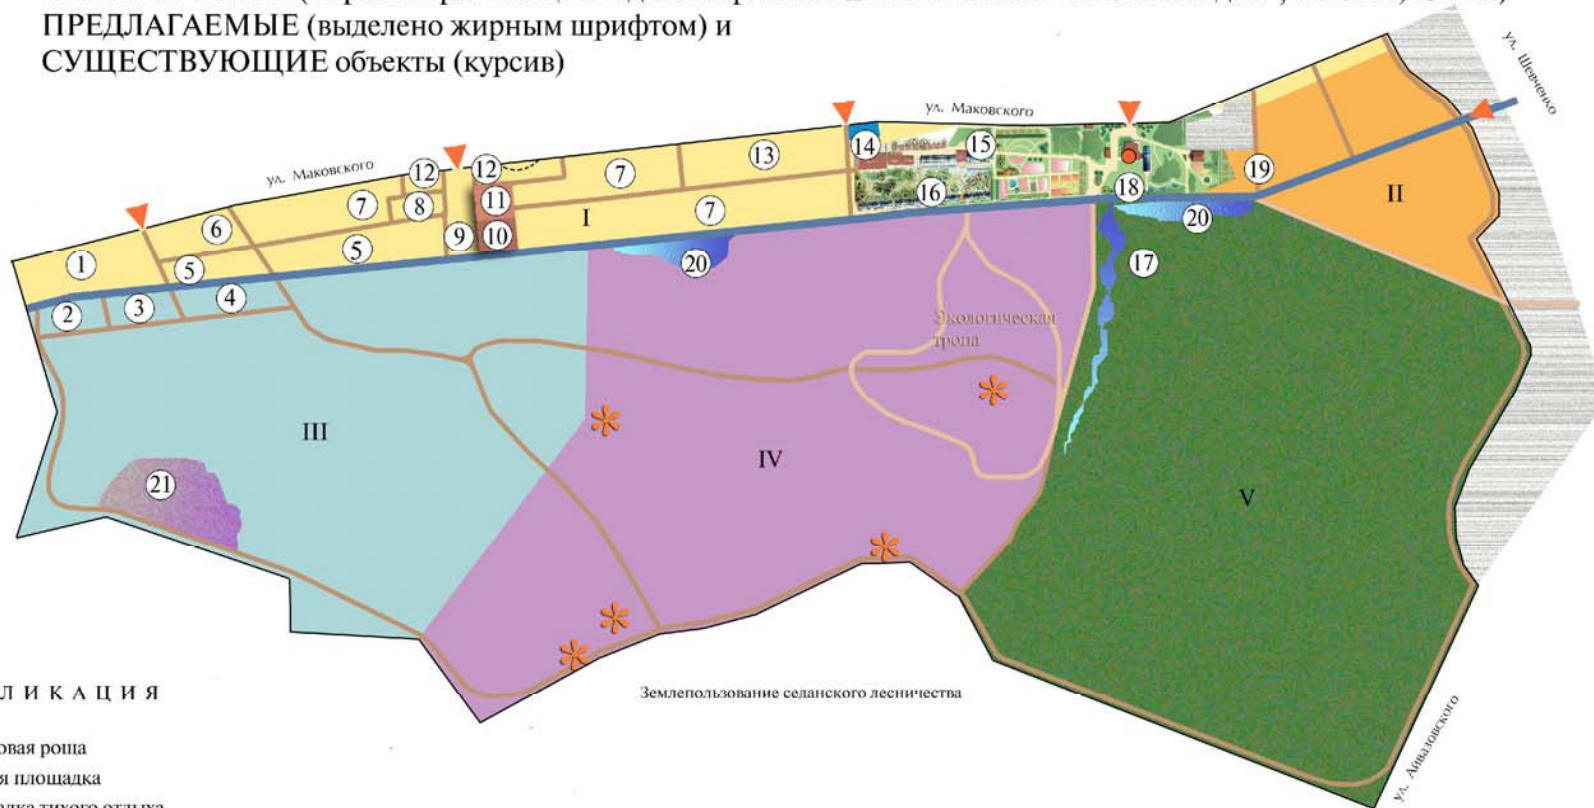 ПРЕДЛАГАЕМЫЕ (выделено жирным шрифтом) и
СУЩЕСТВУЮЩИЕ объекты (курсив)
ул. Шевченко
ул. Маковского
ул. Маковского
14
15
13
12
12
7
7
8
11
16
18
19
II
6
I
7
20
5
9
10
1
5
20
17
2
3
4
Экологическая
тропа
III
IV
21
V
ЛИКАЦИЯ
Землепользование седанского лесничества
овая роща
я площадка
тихого отдыха
ул. Айвазовского